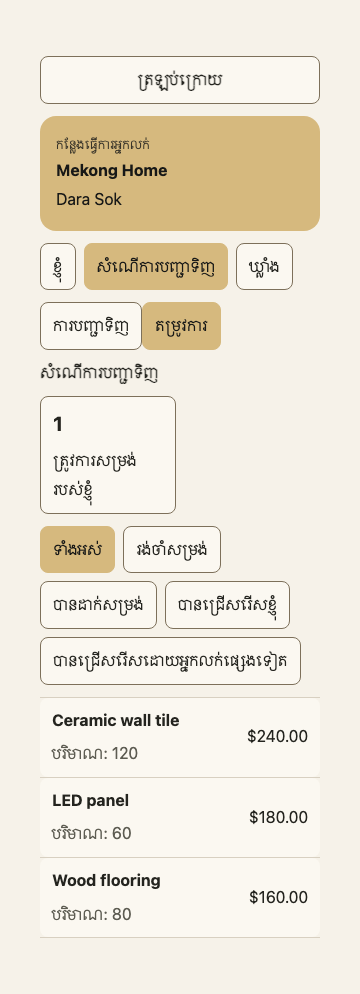 ត្រឡប់ក្រោយ
កន្លែងធ្វើការអ្នកលក់
Mekong Home
Dara Sok
ខ្ញុំ
សំណើការបញ្ជាទិញ
ឃ្លាំង
ការបញ្ជាទិញ
តម្រូវការ
សំណើការបញ្ជាទិញ
1
ត្រូវការសម្រង់
របស់ខ្ញុំ
ទាំងអស់
រង់ចាំសម្រង់
បានដាក់សម្រង់
បានជ្រើសរើសខ្ញុំ
បានជ្រើសរើសដោយអ្នកលក់ផ្សេងទៀត
Ceramic wall tile
$240.00
បរិមាណ: 120
LED panel
$180.00
បរិមាណ: 60
Wood flooring
$160.00
បរិមាណ: 80